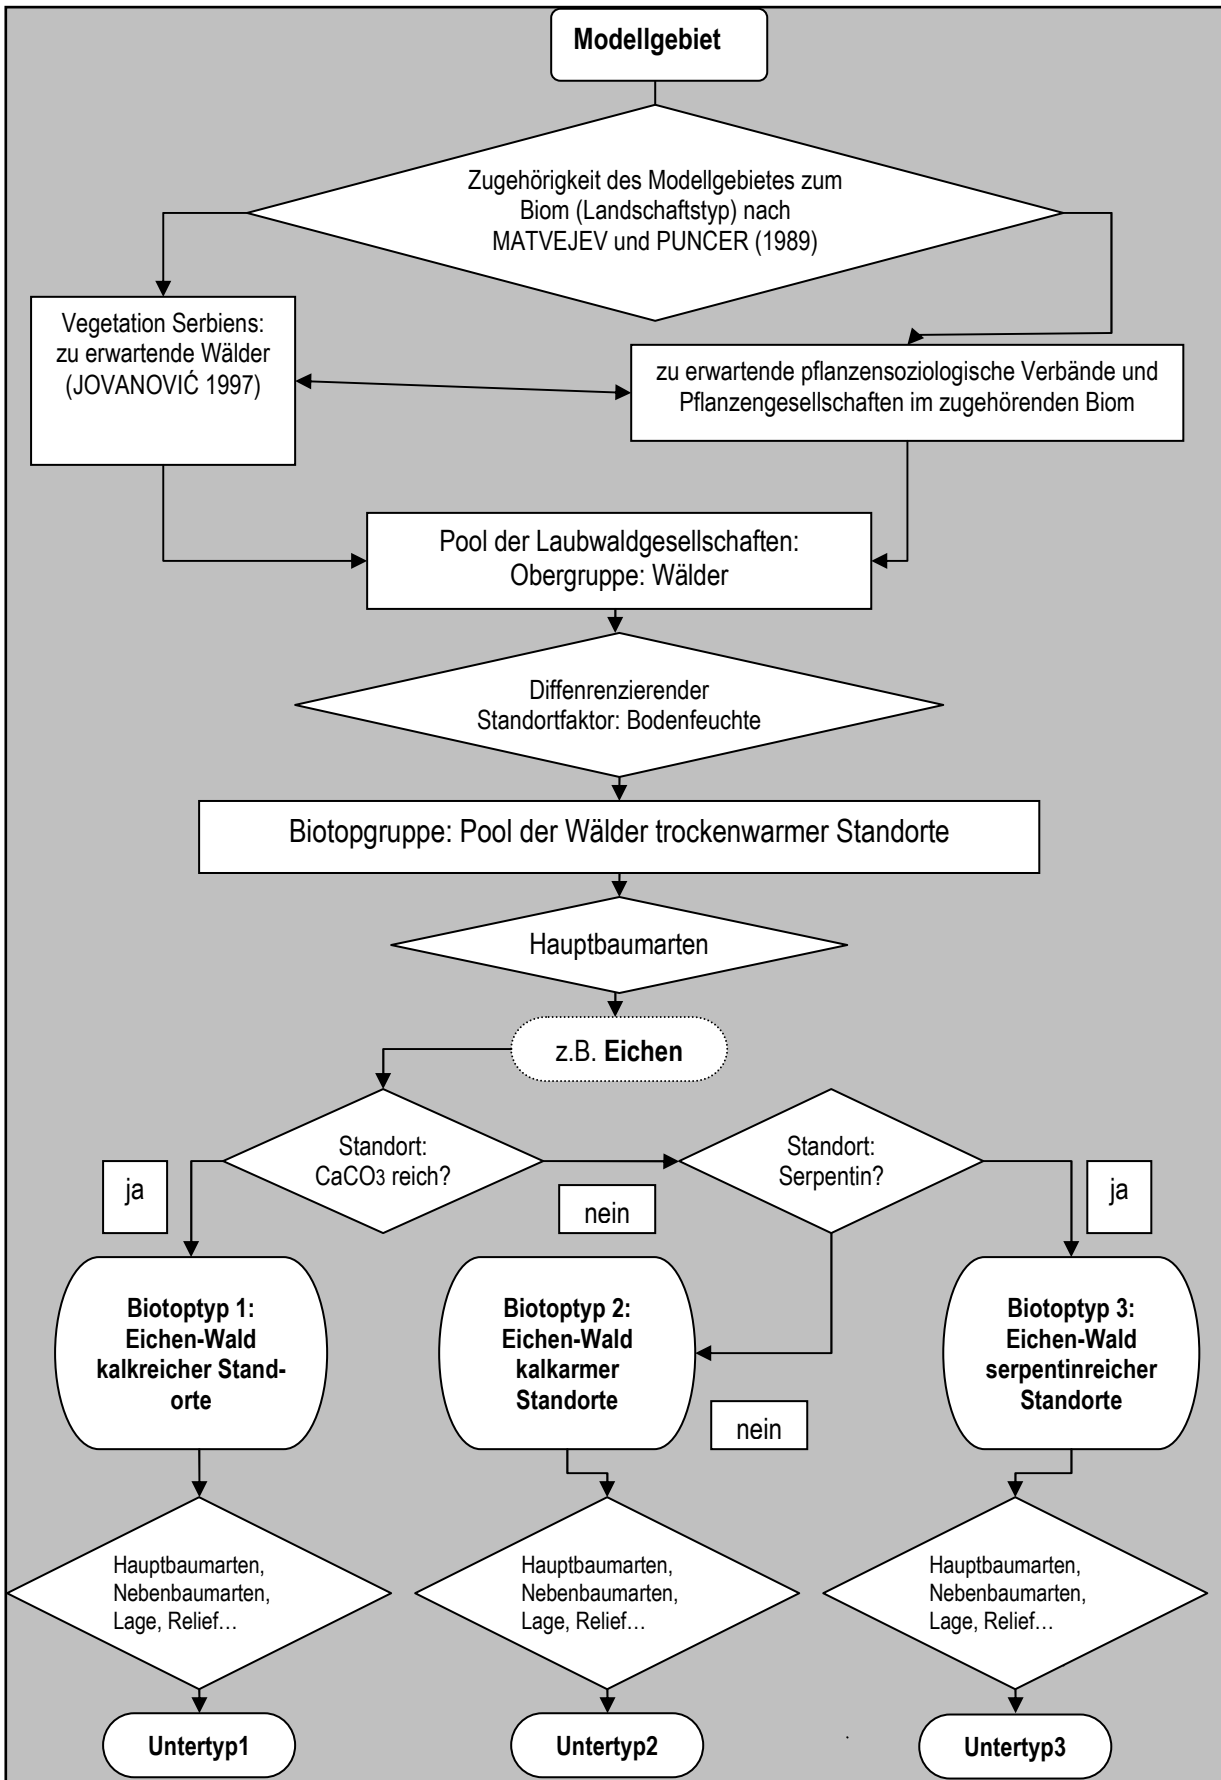 Modellgebiet
Zugehörigkeit des Modellgebietes zum
Biom (Landschaftstyp) nach
MATVEJEV und PUNCER (1989)
Vegetation Serbiens:
zu erwartende Wälder
(JOVANOVIĆ 1997)
zu erwartende pflanzensoziologische Verbände und
Pflanzengesellschaften im zugehörenden Biom
Pool der Laubwaldgesellschaften:
Obergruppe: Wälder
Diffenrenzierender
Standortfaktor: Bodenfeuchte
Biotopgruppe: Pool der Wälder trockenwarmer Standorte
Hauptbaumarten
z.B. Eichen
Standort:
CaCO3 reich?
Standort:
Serpentin?
ja
nein
ja
Biotoptyp 1:
Eichen-Wald
kalkreicher Stand-
orte
Biotoptyp 2:
Eichen-Wald
kalkarmer
Standorte
Biotoptyp 3:
Eichen-Wald
serpentinreicher
Standorte
nein
Hauptbaumarten,
Nebenbaumarten,
Lage, Relief…
Hauptbaumarten,
Nebenbaumarten,
Lage, Relief…
Hauptbaumarten,
Nebenbaumarten,
Lage, Relief…
Untertyp1
Untertyp2
Untertyp3